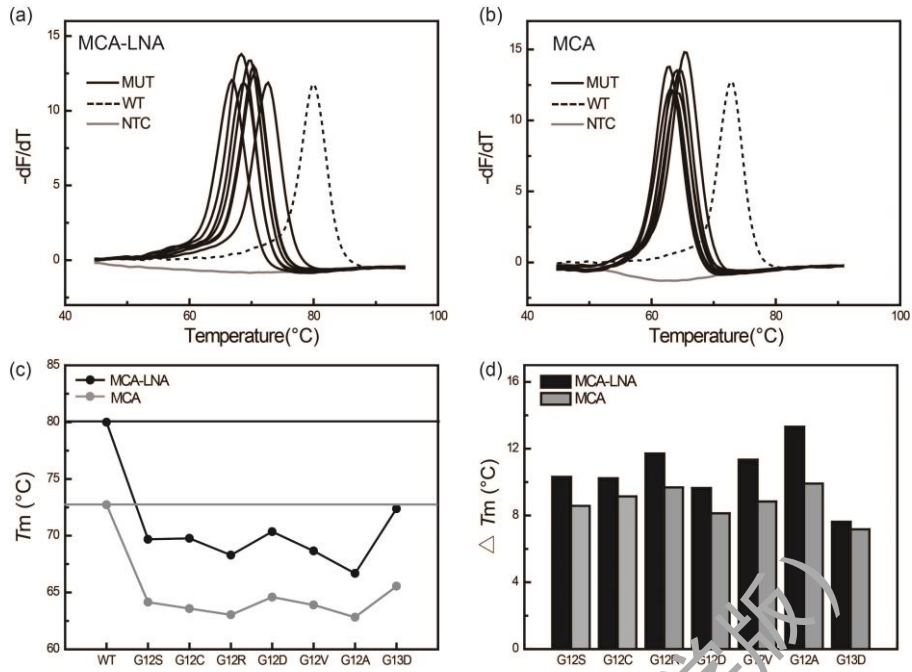 (a)
MCA-LNA
MUT
WT
NTC
-dF/dT
15
10
5
0
40
60
80
100
Temperature(°C)
(b)
MCA
MUT
WT
NTC
-dF/dT
15
10
5
0
40
60
80
100
Temperature(°C)
(c)
MCA-LNA
MCA
Tm (°C)
85
80
75
70
65
60
WT G12S G12C G12R G12D G12V G12A G13D
(d)
MCA-LNA
MCA
△ Tm (°C)
16
12
8
4
0
G12S G12C G12R G12D G12V G12A G13D
版）